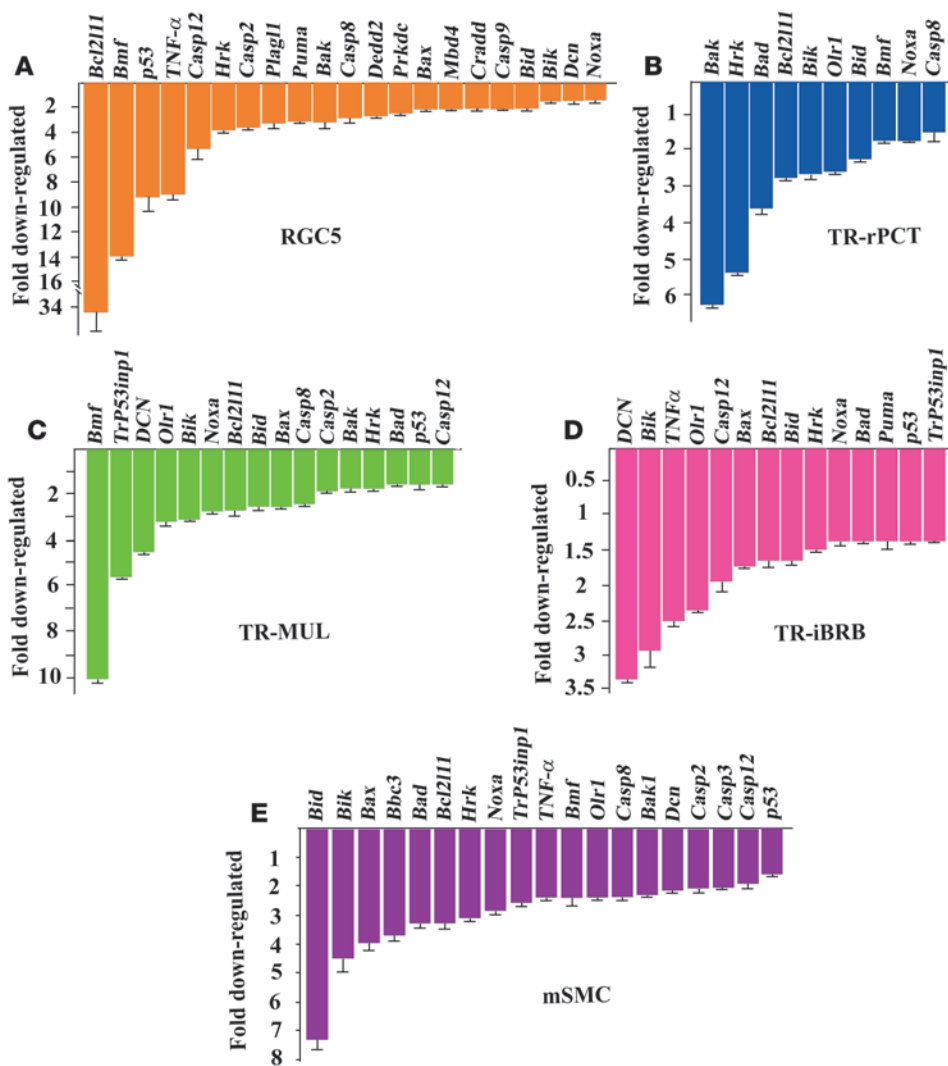 A
Bcl2l11 Bmf p53 TNF-α Casp12 Hrk Casp2 Plagl1 Puma Bak Casp8 Dedd2 Prkdc Bax Mbd4 Cradd Casp9 Bid Bik Dcn Noxa
Fold down-regulated
2
4
6
8
10
12
14
16
34
RGC5
B
Bak Hrk Bad Bcl2l11 Bik Olr1 Bid Bmf Noxa Casp8
Fold down-regulated
1
2
3
4
5
6
TR-rPCT
C
Bmf TrP53inp1 DCN Olr1 Bik Noxa Bcl2l11 Bid Bax Casp8 Casp2 Bak Hrk Bad p53 Casp12
Fold down-regulated
2
4
6
8
10
TR-MUL
D
DCN Bik TNFα Olr1 Casp12 Bax Bcl2l11 Bid Hrk Noxa Bad Puma p53 TrP53inp1
Fold down-regulated
0.5
1
1.5
2
2.5
3
3.5
TR-iBRB
E
Bid Bik Bax Bbc3 Bad Bcl2l11 Hrk Noxa TrP53inp1 TNF-α Bmf Olr1 Casp8 Bak1 Dcn Casp2 Casp3 Casp12 p53
Fold down-regulated
1
2
3
4
5
6
7
8
mSMC